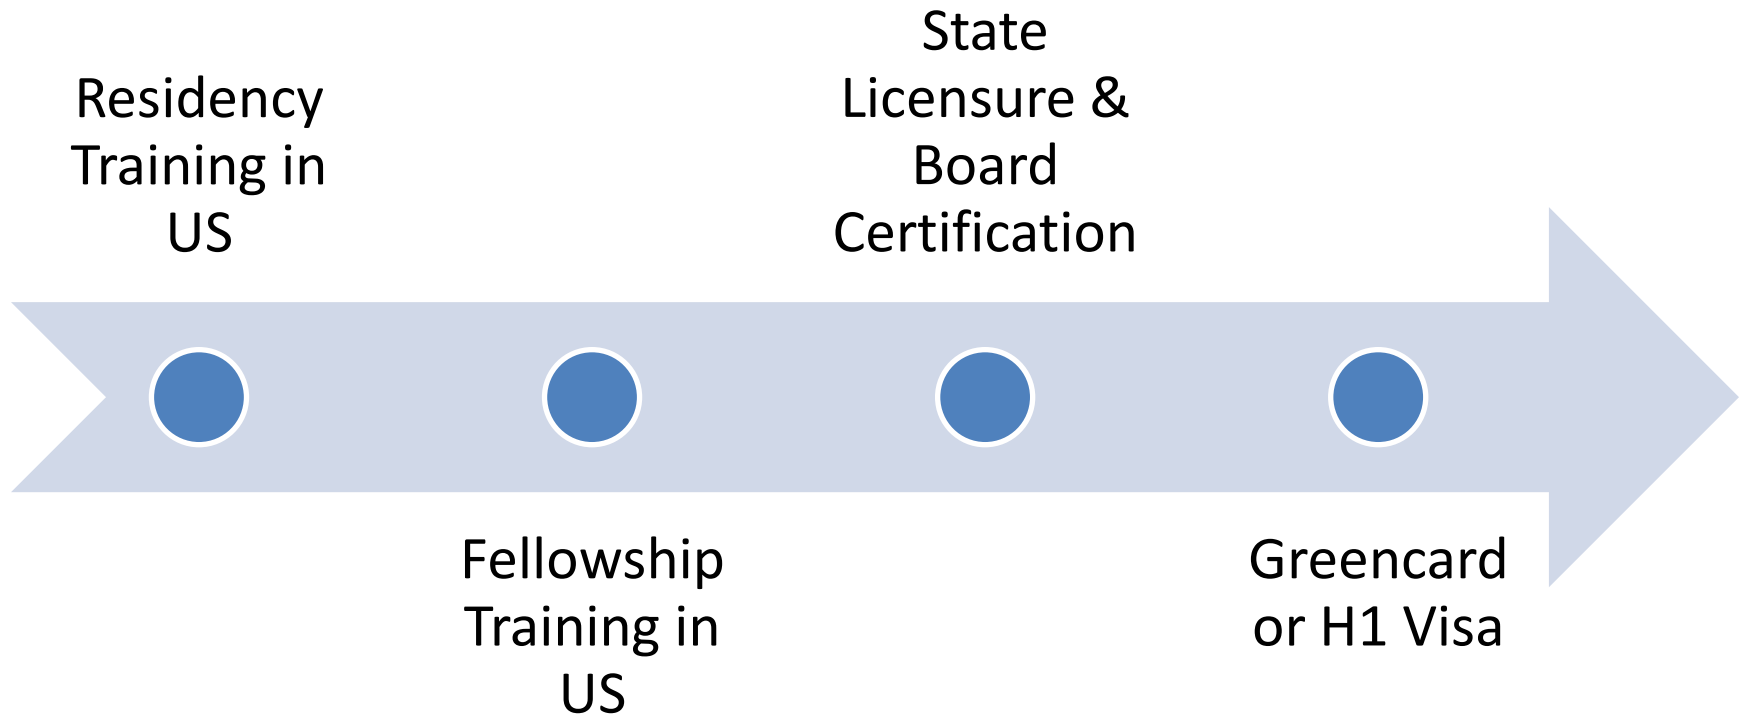 Residency
Training in
US
Fellowship
Training in
US
State
Licensure &
Board
Certification
Greencard
or H1 Visa